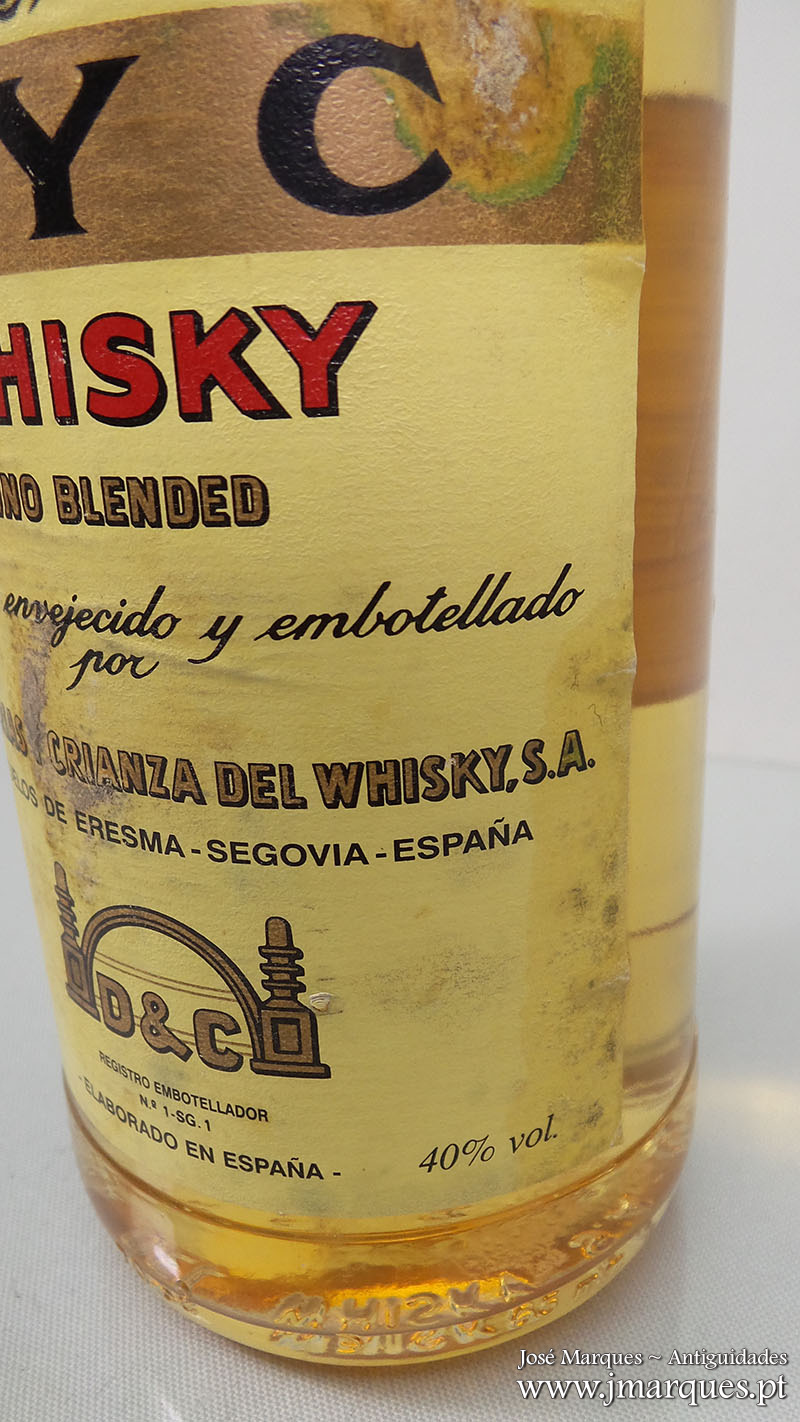 Y C
HISKY
NO BLENDED
envejecido y embotellado
por
Y CRIANZA DEL WHISKY, S.A.
DE ERESMA - SEGOVIA - ESPAÑA
D&C
REGISTRO EMBOTELLADOR
N.º 1-SG. 1
- ELABORADO EN ESPAÑA -
40% vol.
José Marques ~ Antiguidades
www.jmarques.pt